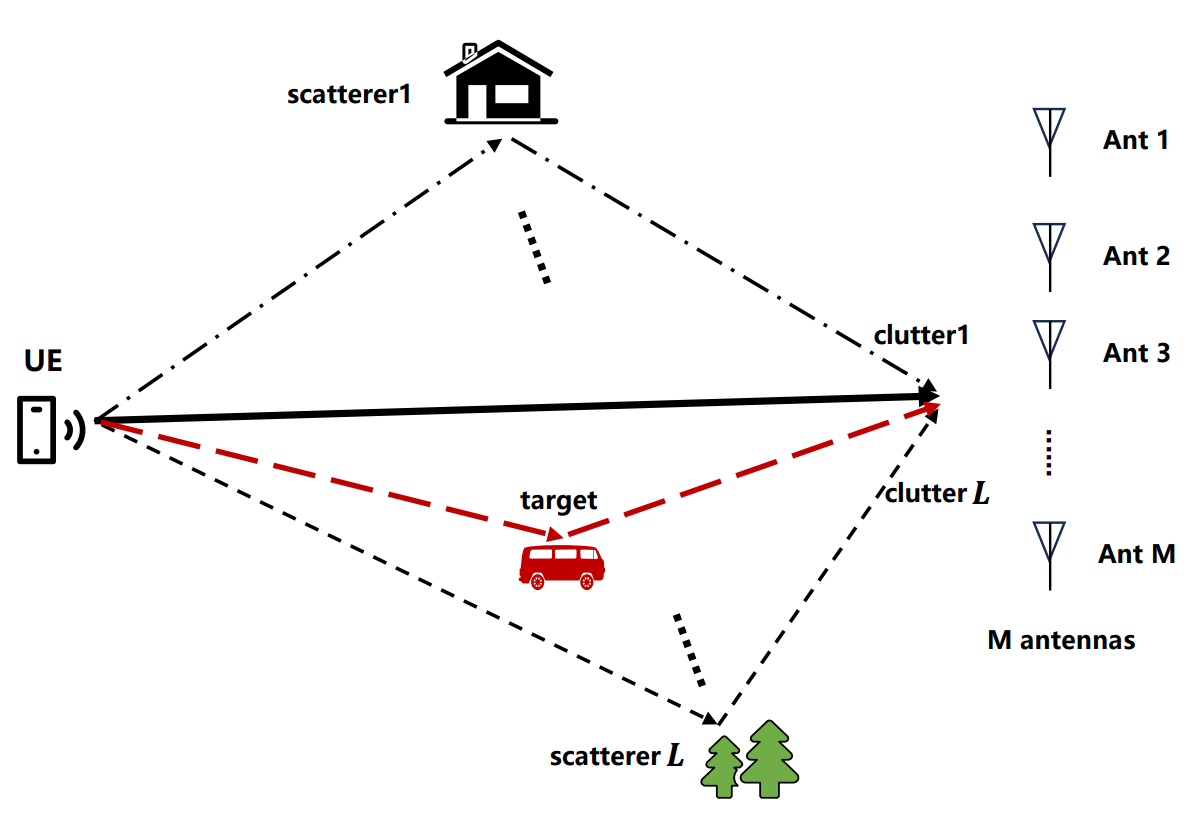 scatterer1
Ant 1
Ant 2
clutter1
Ant 3
UE
target
clutter L
Ant M
M antennas
scatterer L